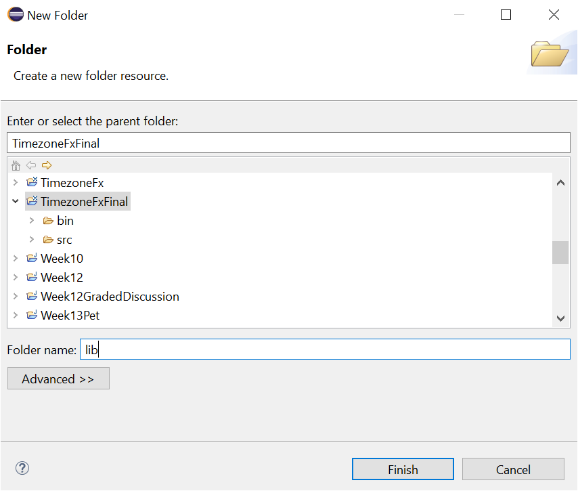 New Folder
Folder
Create a new folder resource.
Enter or select the parent folder:
TimezoneFxFinal
TimezoneFx
TimezoneFxFinal
bin
src
Week10
Week12
Week12GradedDiscussion
Week13Pet
Folder name: lib
Advanced >>
? Finish Cancel